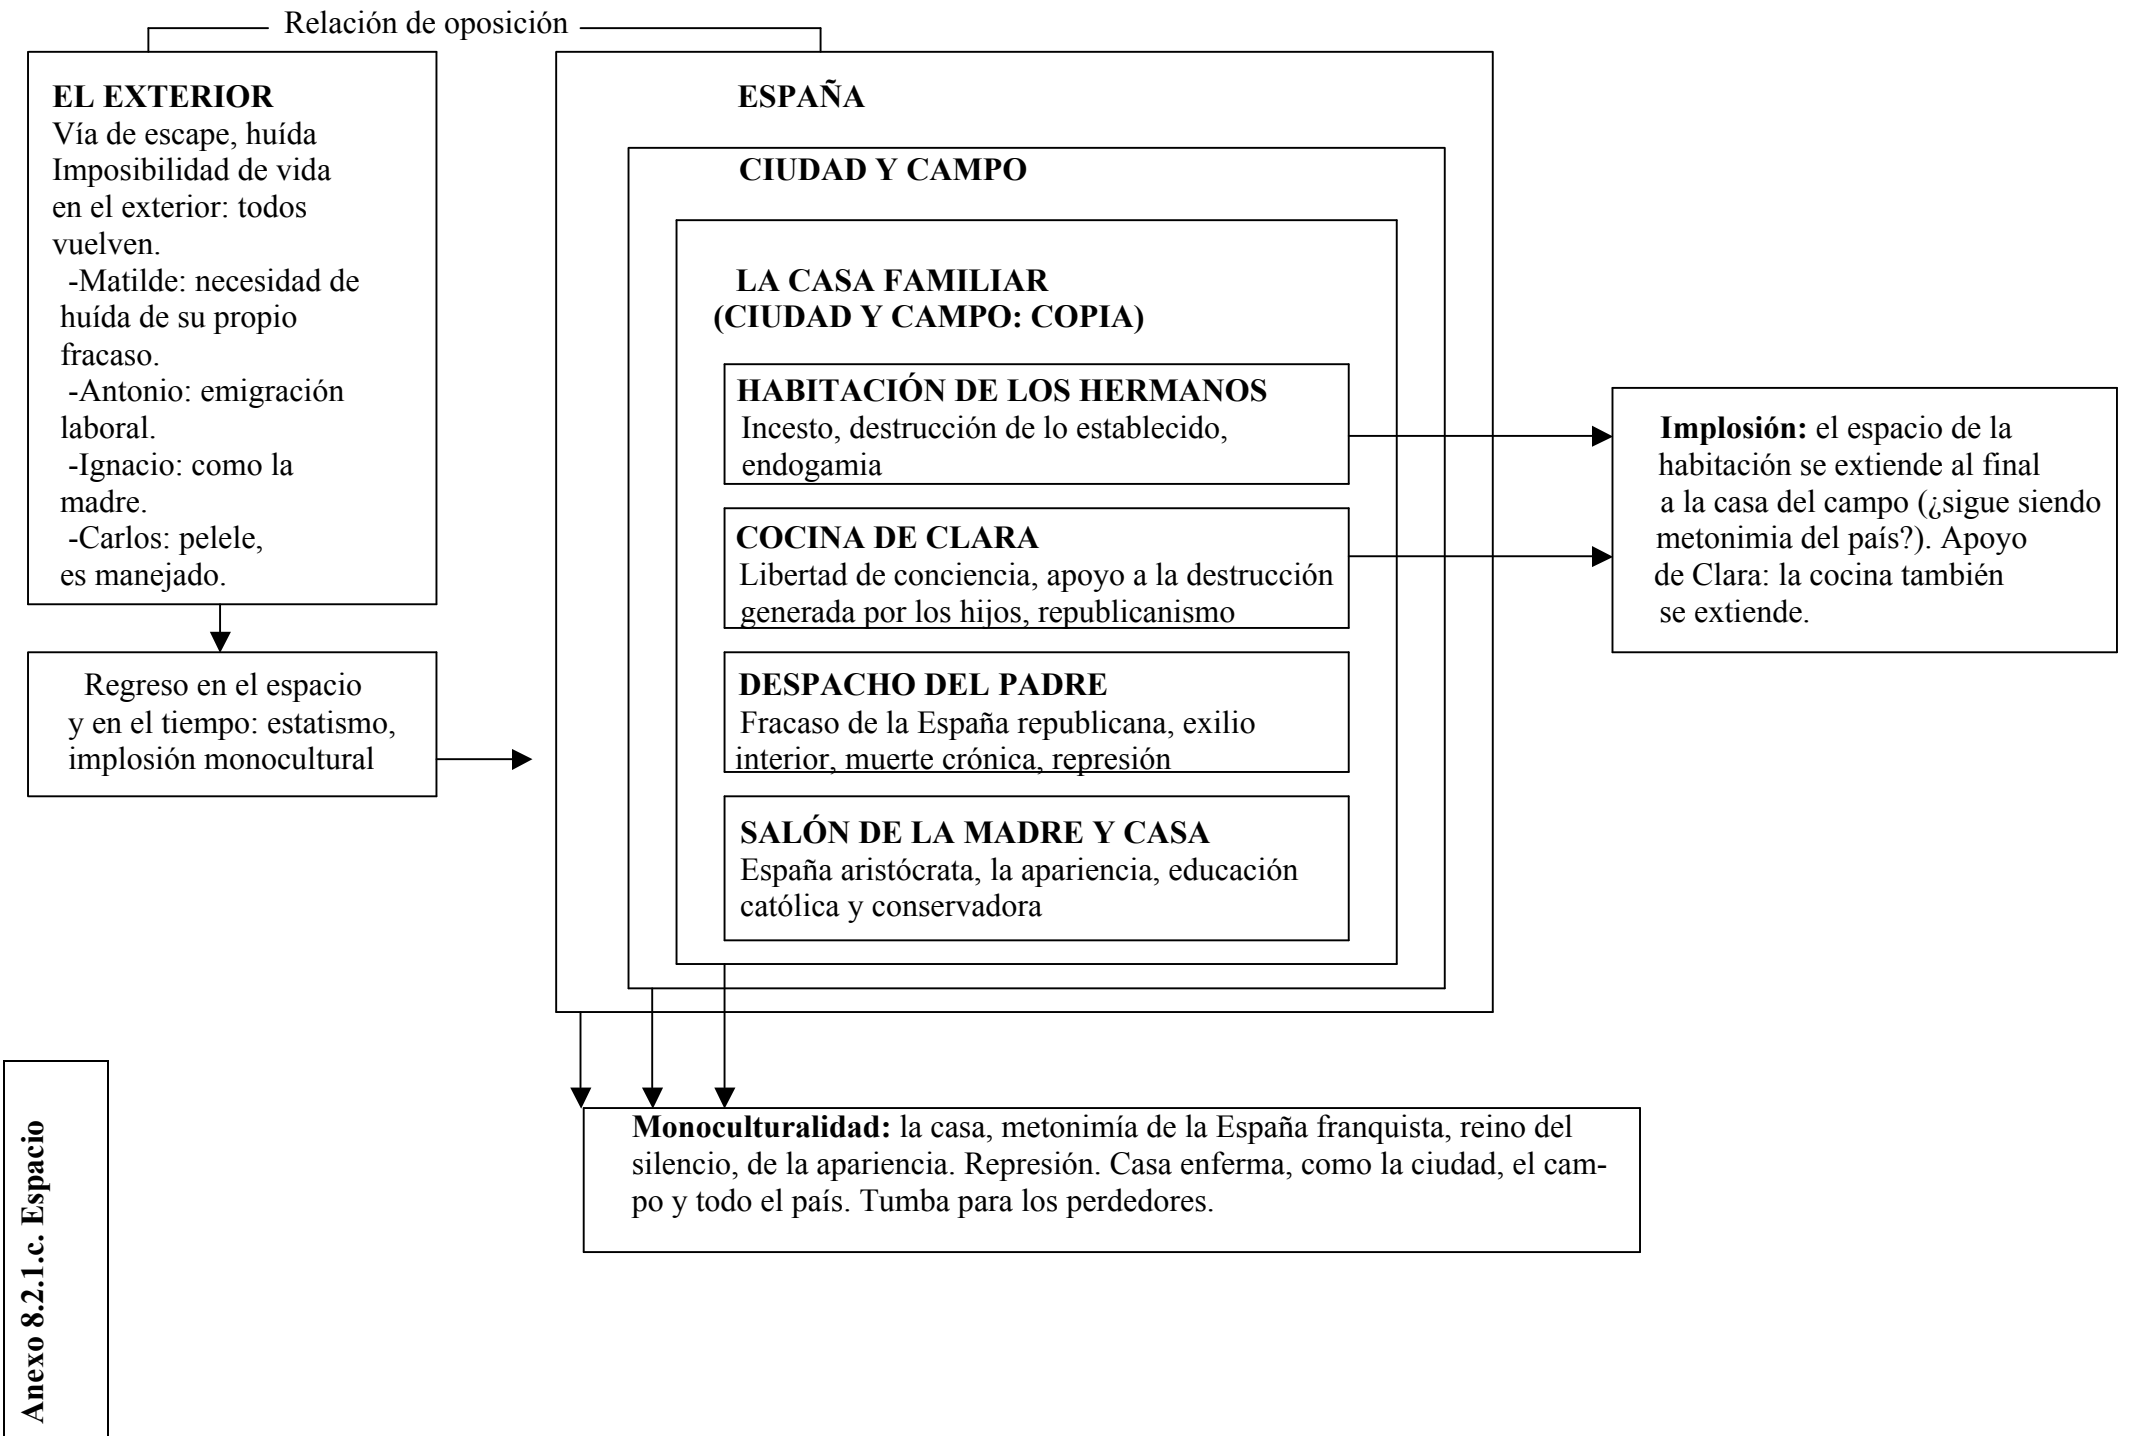 Relación de oposición
EL EXTERIOR
Vía de escape, huída
Imposibilidad de vida
en el exterior: todos
vuelven.
-Matilde: necesidad de
huída de su propio
fracaso.
-Antonio: emigración
laboral.
-Ignacio: como la
madre.
-Carlos: pelele,
es manejado.
Regreso en el espacio
y en el tiempo: estatismo,
implosión monocultural
ESPAÑA
CIUDAD Y CAMPO
LA CASA FAMILIAR
(CIUDAD Y CAMPO: COPIA)
HABITACIÓN DE LOS HERMANOS
Incesto, destrucción de lo establecido,
endogamia
COCINA DE CLARA
Libertad de conciencia, apoyo a la destrucción
generada por los hijos, republicanismo
DESPACHO DEL PADRE
Fracaso de la España republicana, exilio
interior, muerte crónica, represión
SALÓN DE LA MADRE Y CASA
España aristócrata, la apariencia, educación
católica y conservadora
Implosión: el espacio de la
habitación se extiende al final
a la casa del campo (¿sigue siendo
metonimia del país?). Apoyo
de Clara: la cocina también
se extiende.
Monoculturalidad: la casa, metonimía de la España franquista, reino del
silencio, de la apariencia. Represión. Casa enferma, como la ciudad, el cam-
po y todo el país. Tumba para los perdedores.
Anexo 8.2.1.c. Espacio